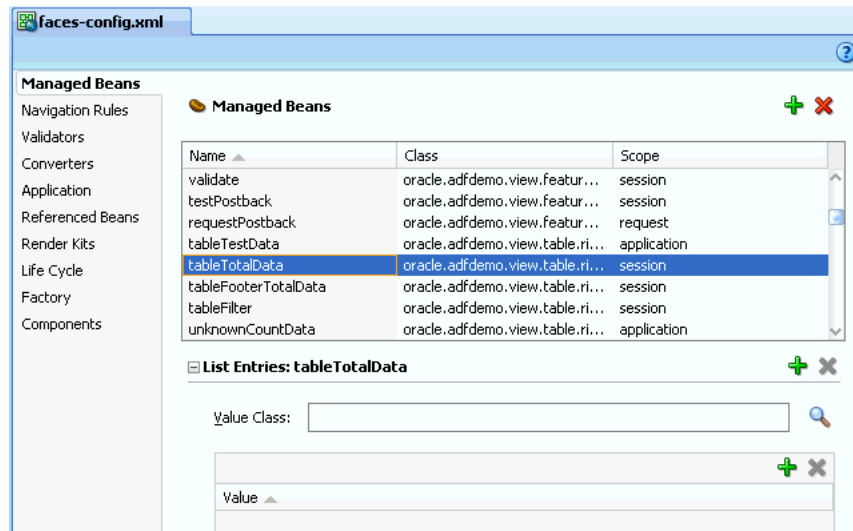 faces-config.xml
Managed Beans
Navigation Rules
Validators
Converters
Application
Referenced Beans
Render Kits
Life Cycle
Factory
Components
Managed Beans
Name Class Scope
validate oracle.adfdemo.view.featur... session
testPostback oracle.adfdemo.view.featur... session
requestPostback oracle.adfdemo.view.featur... request
tableTestData oracle.adfdemo.view.table.ri... application
tableTotalData oracle.adfdemo.view.table.ri... session
tableFooterTotalData oracle.adfdemo.view.table.ri... session
tableFilter oracle.adfdemo.view.table.ri... session
unknownCountData oracle.adfdemo.view.table.ri... application
List Entries: tableTotalData
Value Class:
Value